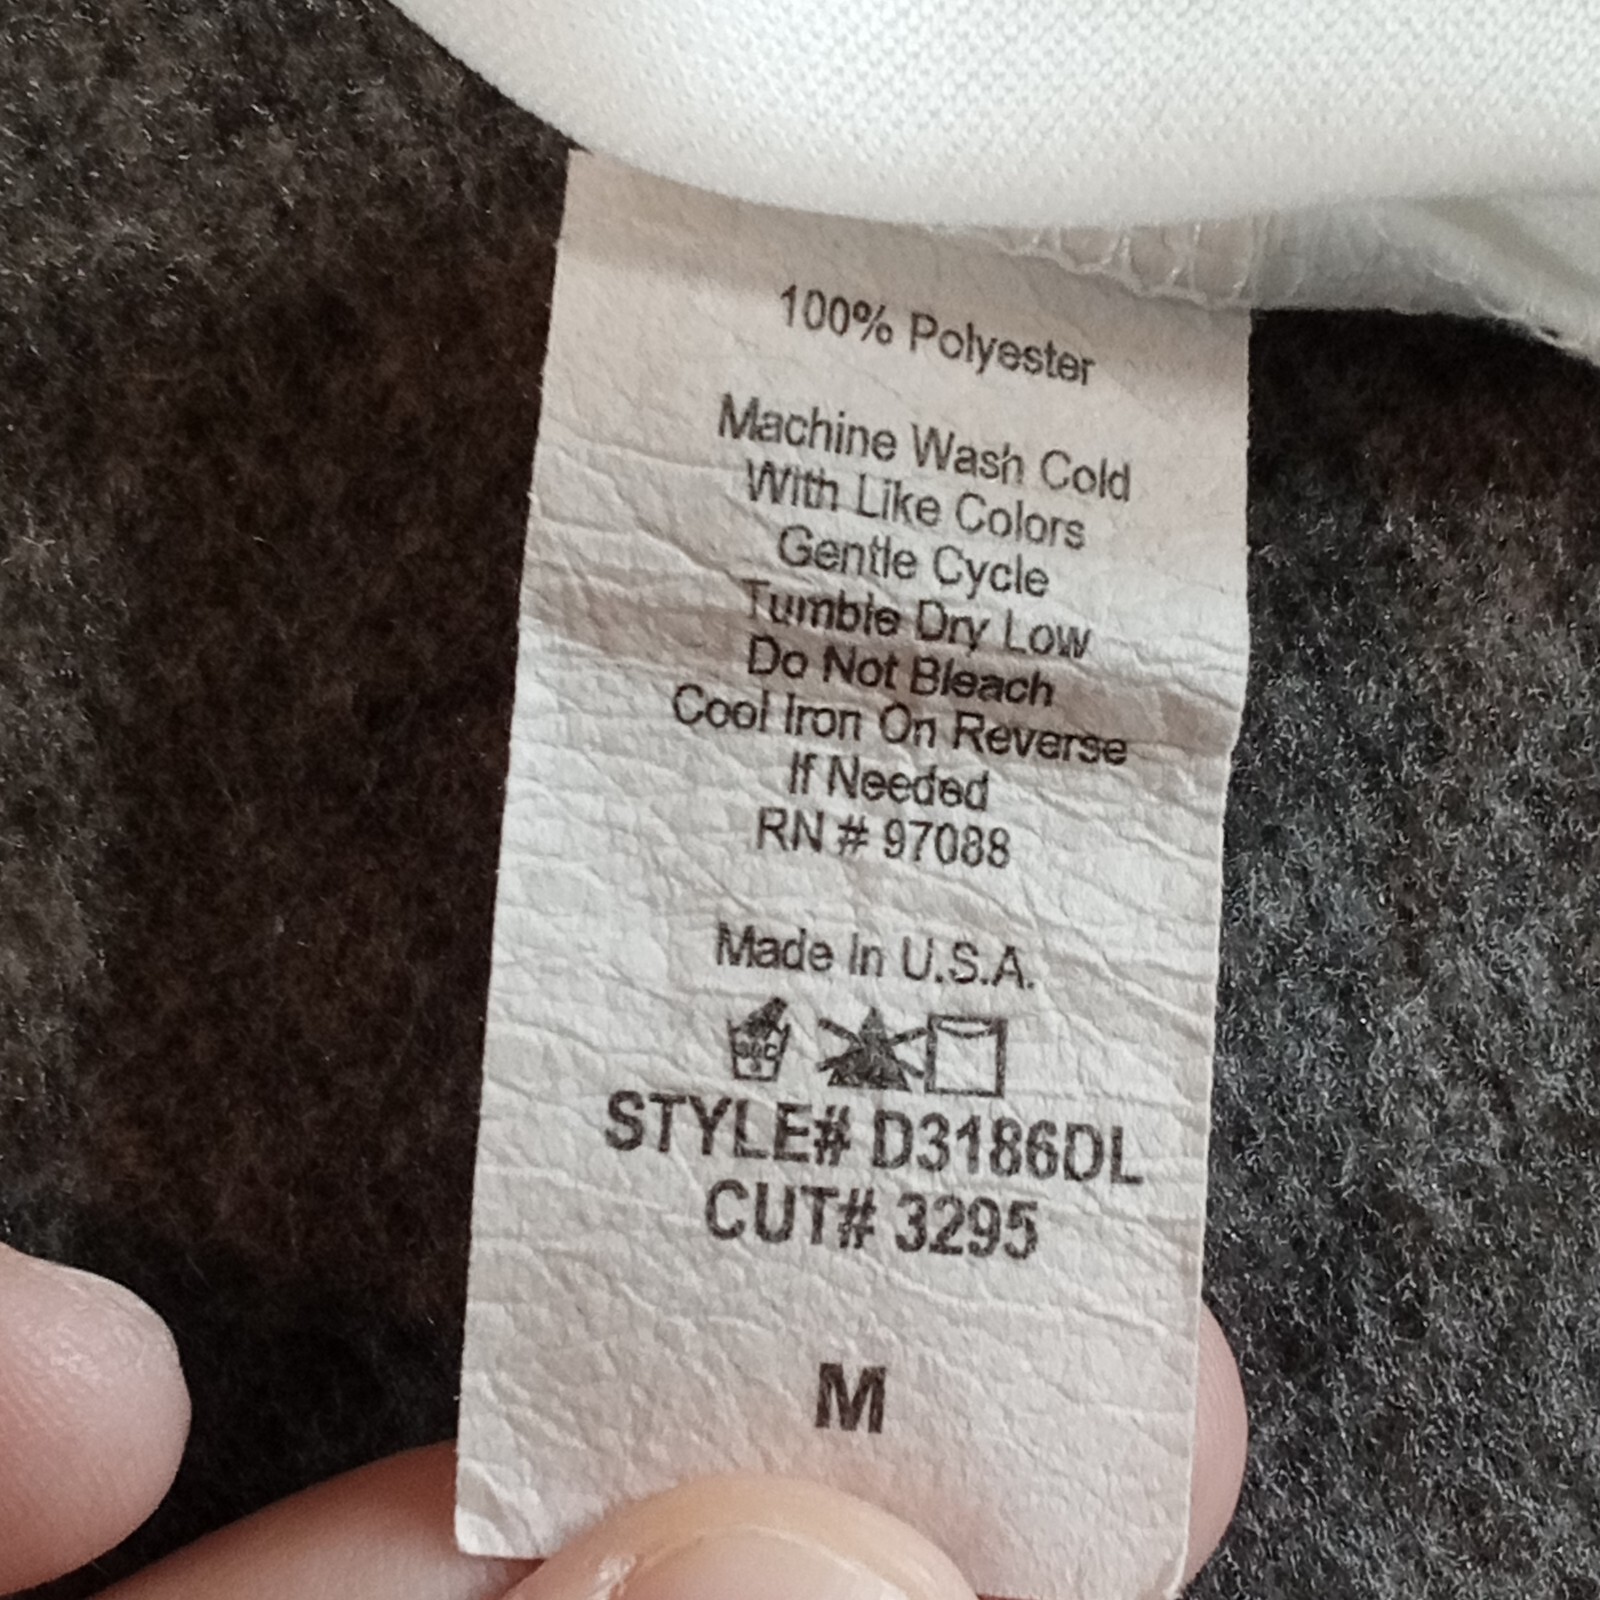 100% Polyester
Machine Wash Cold
With Like Colors
Gentle Cycle
Tumble Dry Low
Do Not Bleach
Cool Iron On Reverse
If Needed
RN # 97088
Made In U.S.A.
STYLE# D3186DL
CUT# 3295
M